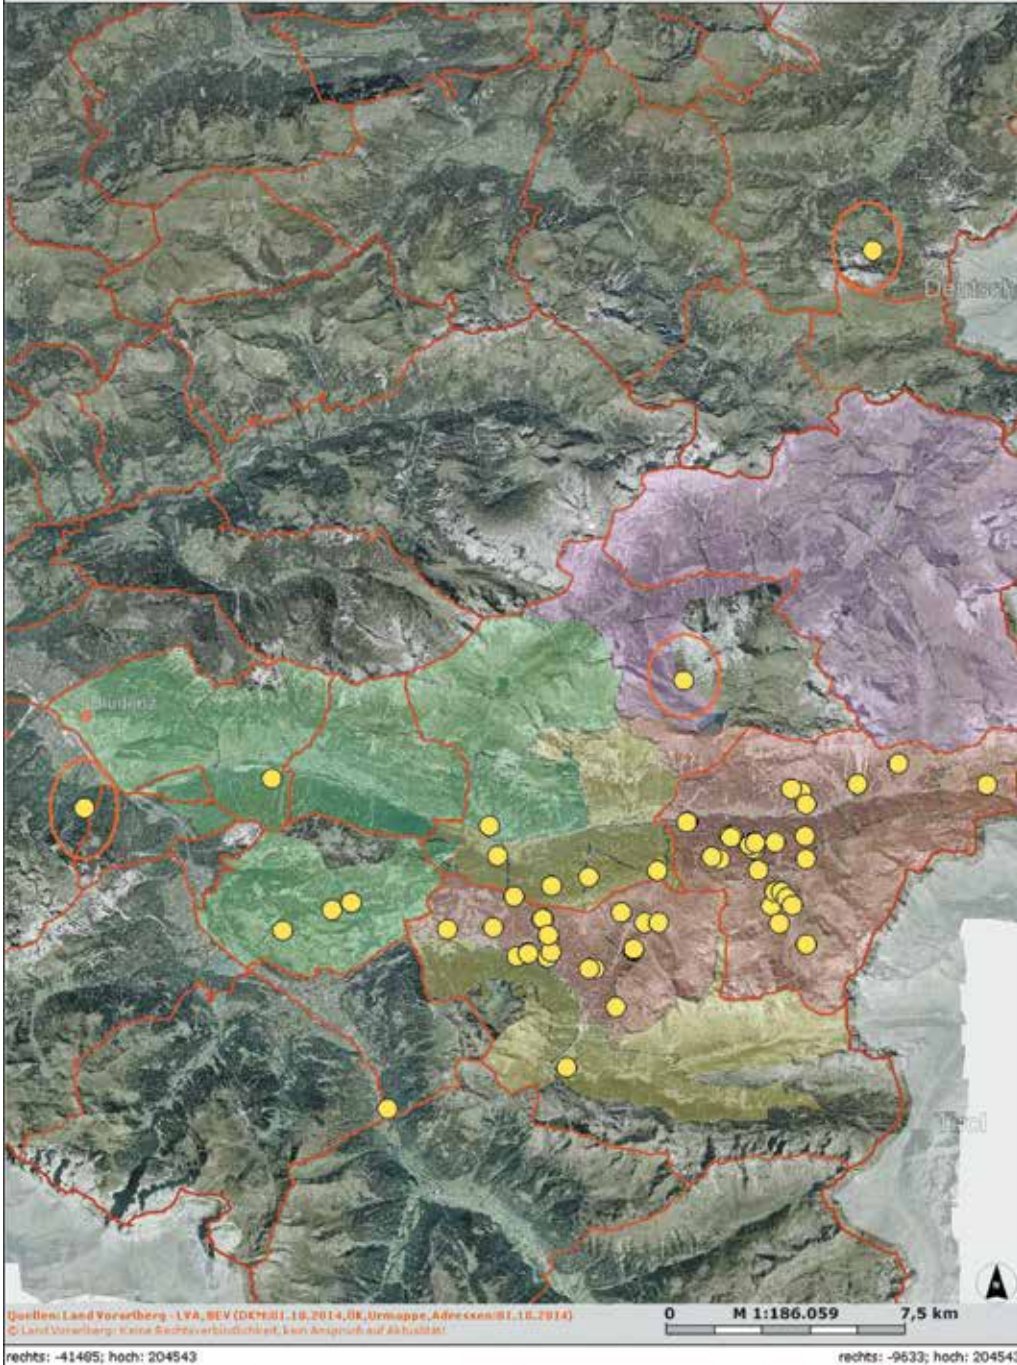 Deutsch
Bludenz
Tirol
Quellen: Land Vorarlberg - LVA, BEV (DKM:01.10.2014, ÖK, Urmappe, Adressen:01.10.2014)
© Land Vorarlberg: Keine Rechtsverbindlichkeit, kein Anspruch auf Aktualität!
0 M 1:186.059 7,5 km
rechts: -41405; hoch: 204543 rechts: -9633; hoch: 204543